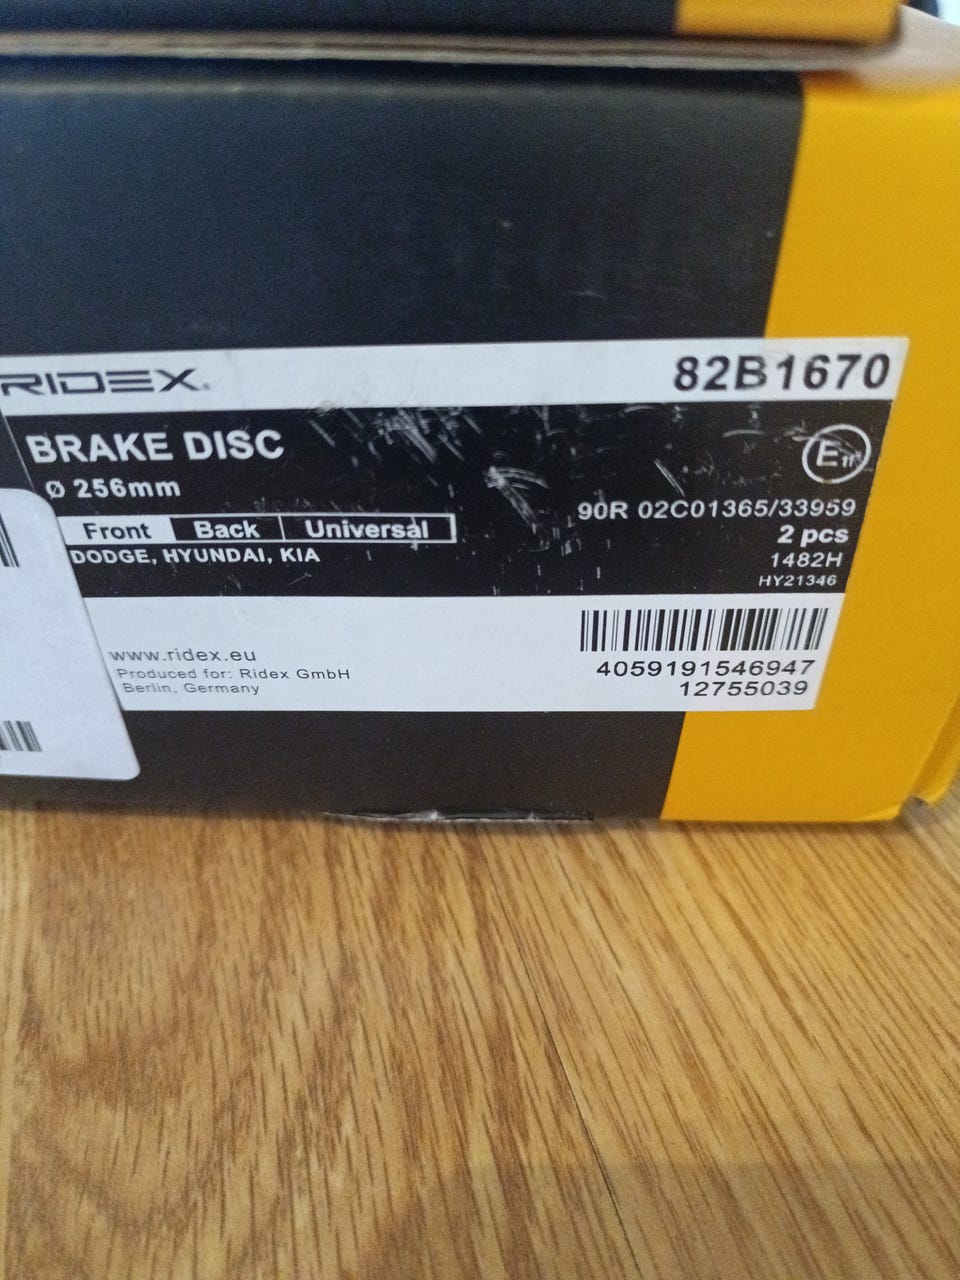 RIDEX®
82B1670
BRAKE DISC
Ø 256mm
Front Back Universal
DODGE, HYUNDAI, KIA
E11
90R 02C01365/33959
2 pcs
1482H
HY21346
www.ridex.eu
Produced for: Ridex GmbH
Berlin, Germany
4059191546947
12755039